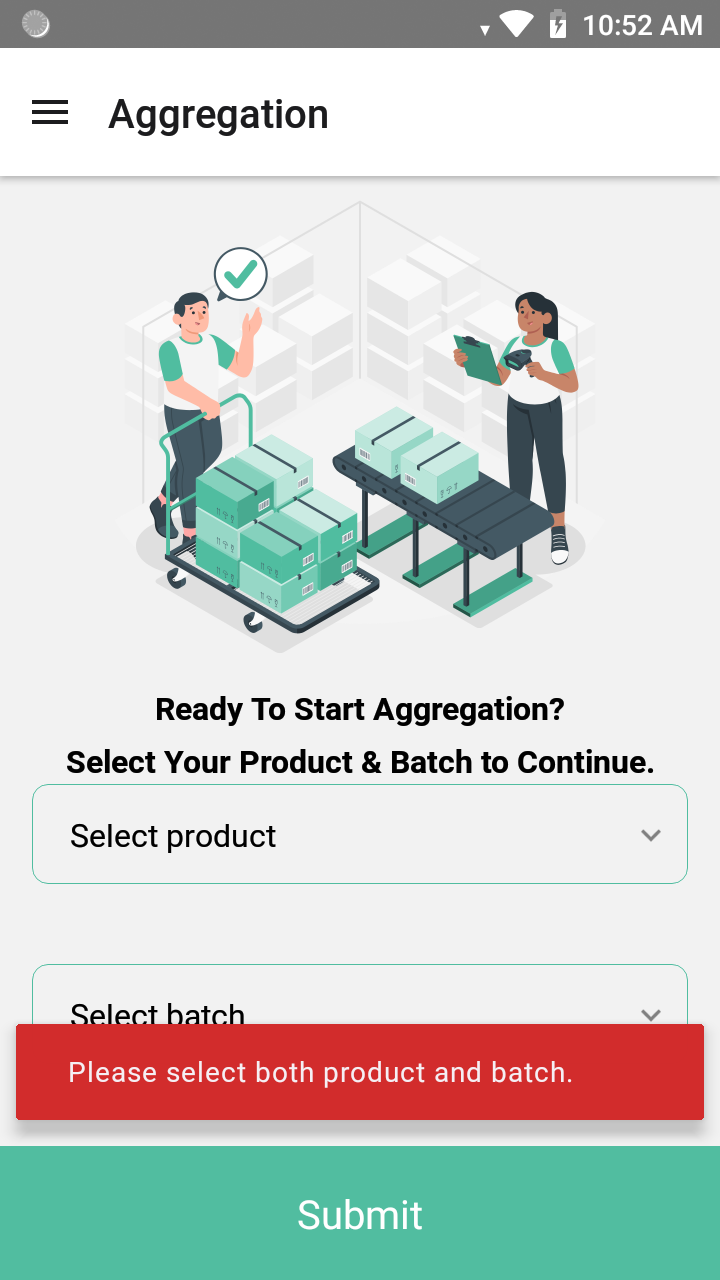 10:52 AM
Aggregation
Ready To Start Aggregation?
Select Your Product & Batch to Continue.
Select product
Select batch
Please select both product and batch.
Submit